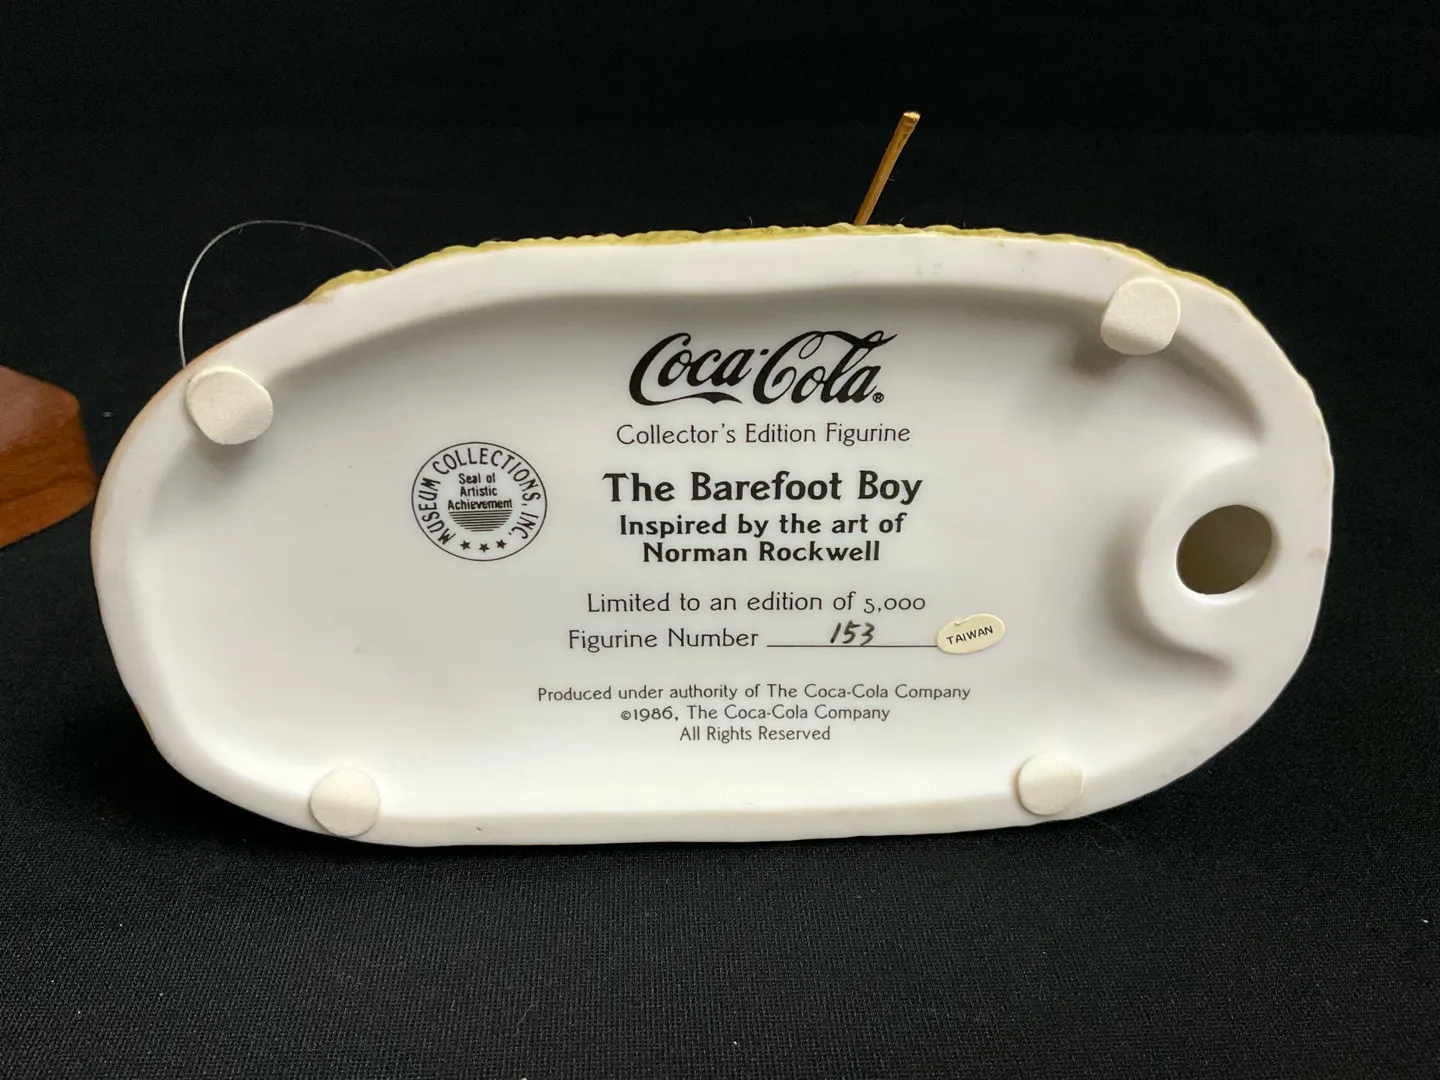 Coca-Cola®
Collector's Edition Figurine
MUSEUM COLLECTIONS, INC.
Seal of
Artistic
Achievement
The Barefoot Boy
Inspired by the art of
Norman Rockwell
Limited to an edition of 5,000
Figurine Number 153
TAIWAN
Produced under authority of The Coca-Cola Company
©1986, The Coca-Cola Company
All Rights Reserved